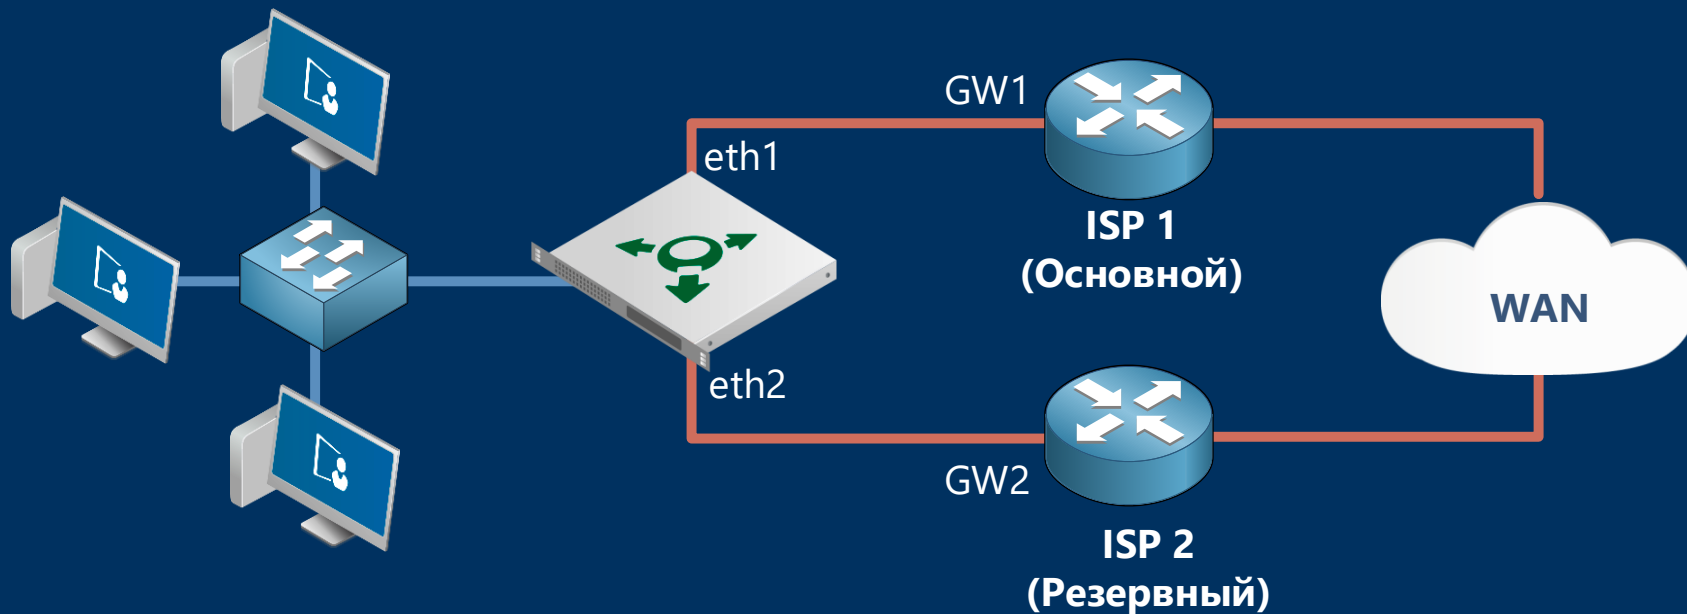 GW1
eth1
ISP 1
(Основной)
WAN
eth2
GW2
ISP 2
(Резервный)